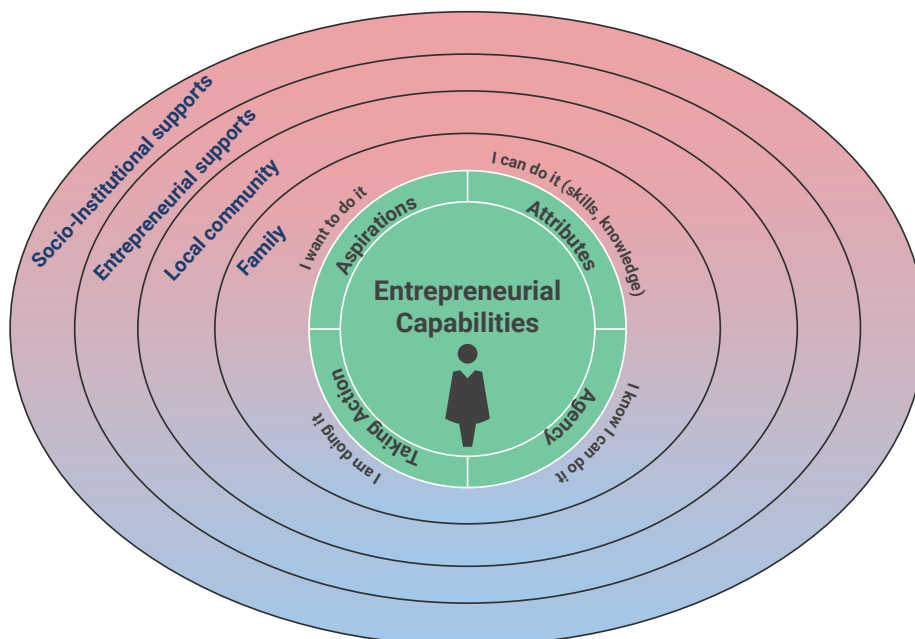 Socio-Institutional supports
Entrepreneurial supports
Local community
Family
I want to do it
Aspirations
I can do it (skills, knowledge)
Attributes
Entrepreneurial
Capabilities
Taking Action
I am doing it
Agency
I know I can do it